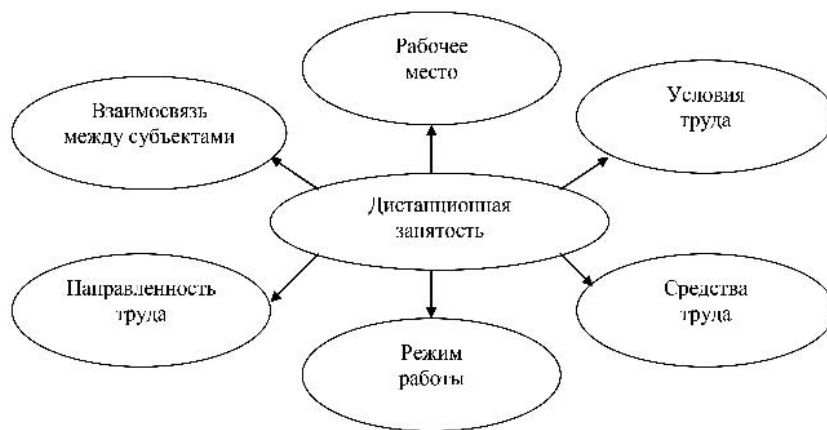 Рабочее
место
Взаимосвязь
между субъектами
Условия
труда
Дистанционная
занятость
Направленность
труда
Средства
труда
Режим
работы